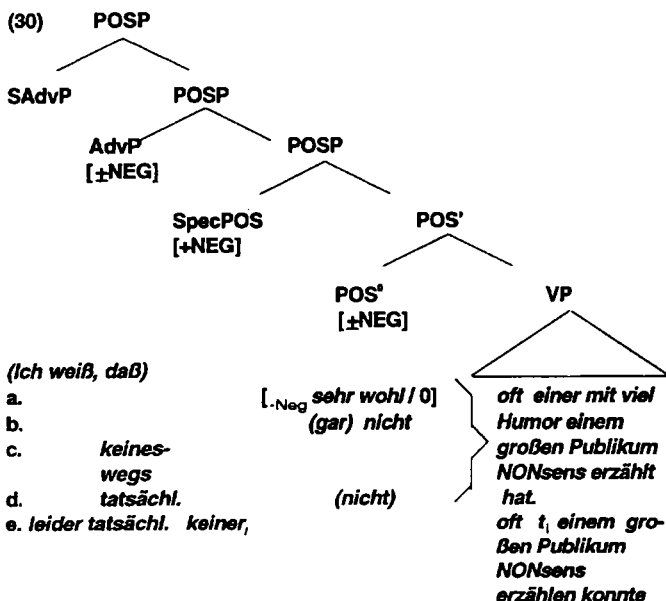 (30) POSP
SAdvP POSP
AdvP POSP
[±NEG]
SpecPOS POS'
[+NEG]
POS° VP
[±NEG]
(Ich weiß, daß)
a. [-Neg sehr wohl / 0] oft einer mit viel
b. (gar) nicht Humor einem
c. keines- großen Publikum
wegs NONsens erzählt
d. tatsächl. (nicht) hat.
e. leider tatsächl. keiner, oft tᵢ einem gro-
ßen Publikum
NONsens
erzählen konnte